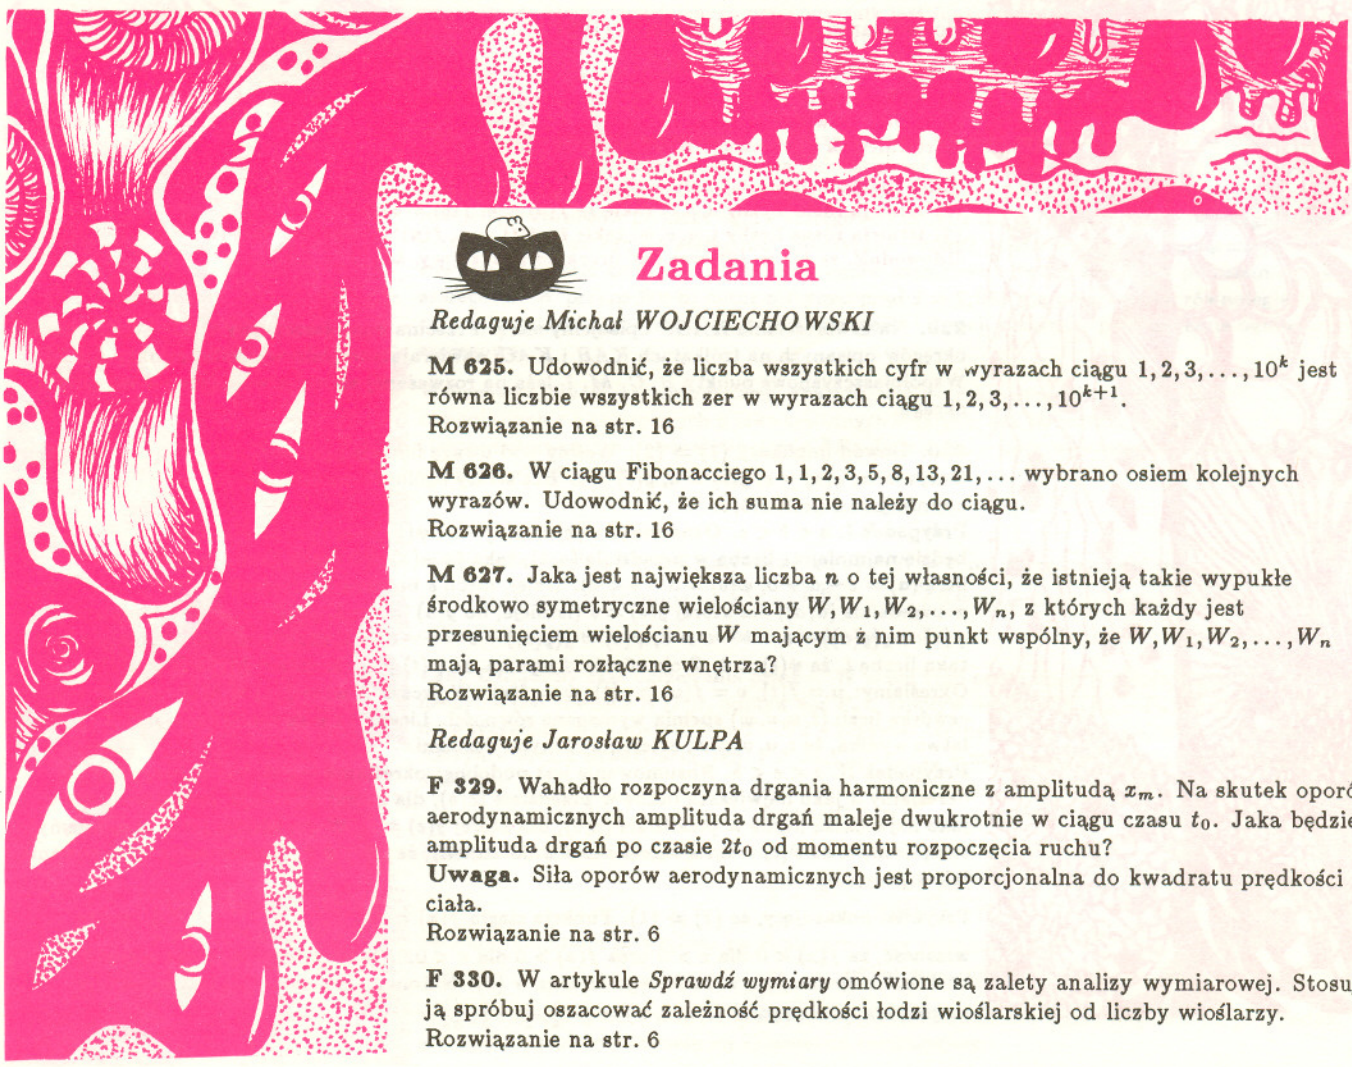 Zadania
Redaguje Michał WOJCIECHOWSKI
M 625. Udowodnić, że liczba wszystkich cyfr w wyrazach ciągu 1, 2, 3, ..., 10^k jest
równa liczbie wszystkich zer w wyrazach ciągu 1, 2, 3, ..., 10^{k+1}.
Rozwiązanie na str. 16
M 626. W ciągu Fibonacciego 1, 1, 2, 3, 5, 8, 13, 21, ... wybrano osiem kolejnych
wyrazów. Udowodnić, że ich suma nie należy do ciągu.
Rozwiązanie na str. 16
M 627. Jaka jest największa liczba n o tej własności, że istnieją takie wypukłe
środkowo symetryczne wielościany W, W₁, W₂, ..., Wₙ, z których każdy jest
przesunięciem wielościanu W mającym z nim punkt wspólny, że W, W₁, W₂, ..., Wₙ
mają parami rozłączne wnętrza?
Rozwiązanie na str. 16
Redaguje Jarosław KULPA
F 329. Wahadło rozpoczyna drgania harmoniczne z amplitudą xₘ. Na skutek oporó
aerodynamicznych amplituda drgań maleje dwukrotnie w ciągu czasu t₀. Jaka będzie
amplituda drgań po czasie 2t₀ od momentu rozpoczęcia ruchu?
Uwaga. Siła oporów aerodynamicznych jest proporcjonalna do kwadratu prędkości
ciała.
Rozwiązanie na str. 6
F 330. W artykule Sprawdź wymiary omówione są zalety analizy wymiarowej. Stosu
ją spróbuj oszacować zależność prędkości łodzi wioślarskiej od liczby wioślarzy.
Rozwiązanie na str. 6